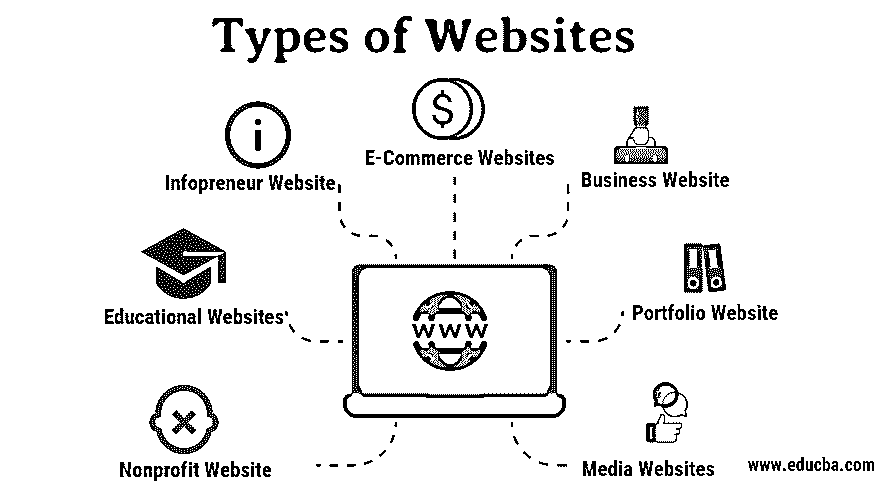 Types of Websites
E-Commerce Websites
Infopreneur Website
Business Website
Educational Websites
Portfolio Website
WWW
Nonprofit Website
Media Websites
www.educba.com